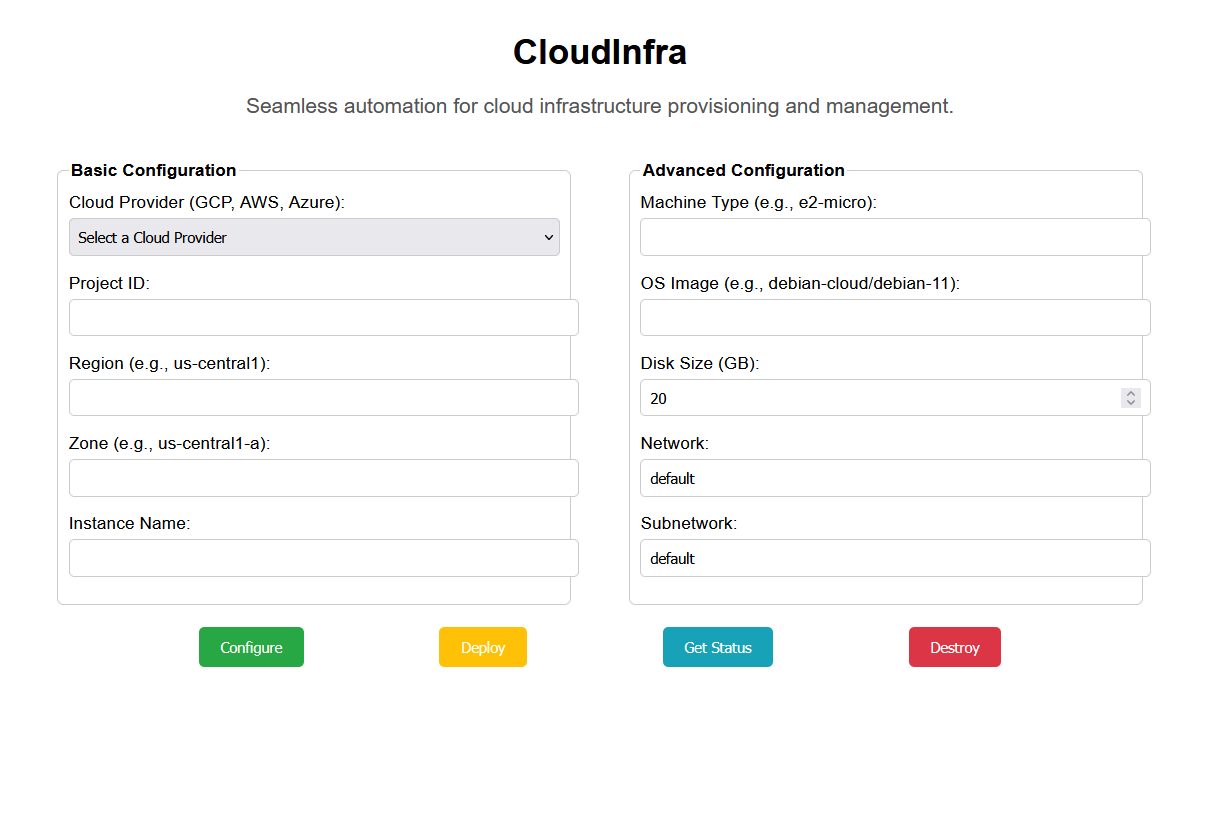 CloudInfra
Seamless automation for cloud infrastructure provisioning and management.
Basic Configuration
Cloud Provider (GCP, AWS, Azure):
Select a Cloud Provider
Project ID:
Region (e.g., us-central1):
Zone (e.g., us-central1-a):
Instance Name:
Advanced Configuration
Machine Type (e.g., e2-micro):
OS Image (e.g., debian-cloud/debian-11):
Disk Size (GB):
20
Network:
default
Subnetwork:
default
Configure
Deploy
Get Status
Destroy